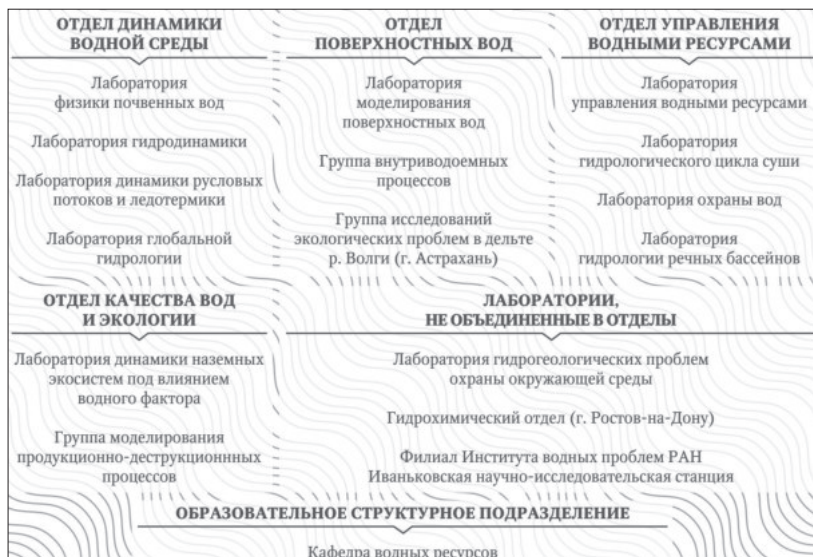 ОТДЕЛ ДИНАМИКИ
ВОДНОЙ СРЕДЫ
Лаборатория
физики почвенных вод
Лаборатория гидродинамики
Лаборатория динамики русловых
потоков и ледотермики
Лаборатория глобальной
гидрологии
ОТДЕЛ
ПОВЕРХНОСТНЫХ ВОД
Лаборатория
моделирования
поверхностных вод
Группа внутриводоемных
процессов
Группа исследований
экологических проблем в дельте
р. Волги (г. Астрахань)
ОТДЕЛ УПРАВЛЕНИЯ
ВОДНЫМИ РЕСУРСАМИ
Лаборатория
управления водными ресурсами
Лаборатория
гидрологического цикла суши
Лаборатория охраны вод
Лаборатория
гидрологии речных бассейнов
ОТДЕЛ КАЧЕСТВА ВОД
И ЭКОЛОГИИ
Лаборатория динамики наземных
экосистем под влиянием
водного фактора
Группа моделирования
продукционно-деструкционнных
процессов
ЛАБОРАТОРИИ,
НЕ ОБЪЕДИНЕННЫЕ В ОТДЕЛЫ
Лаборатория гидрогеологических проблем
охраны окружающей среды
Гидрохимический отдел (г. Ростов-на-Дону)
Филиал Института водных проблем РАН
Иваньковская научно-исследовательская станция
ОБРАЗОВАТЕЛЬНОЕ СТРУКТУРНОЕ ПОДРАЗДЕЛЕНИЕ
Кафедра водных ресурсов